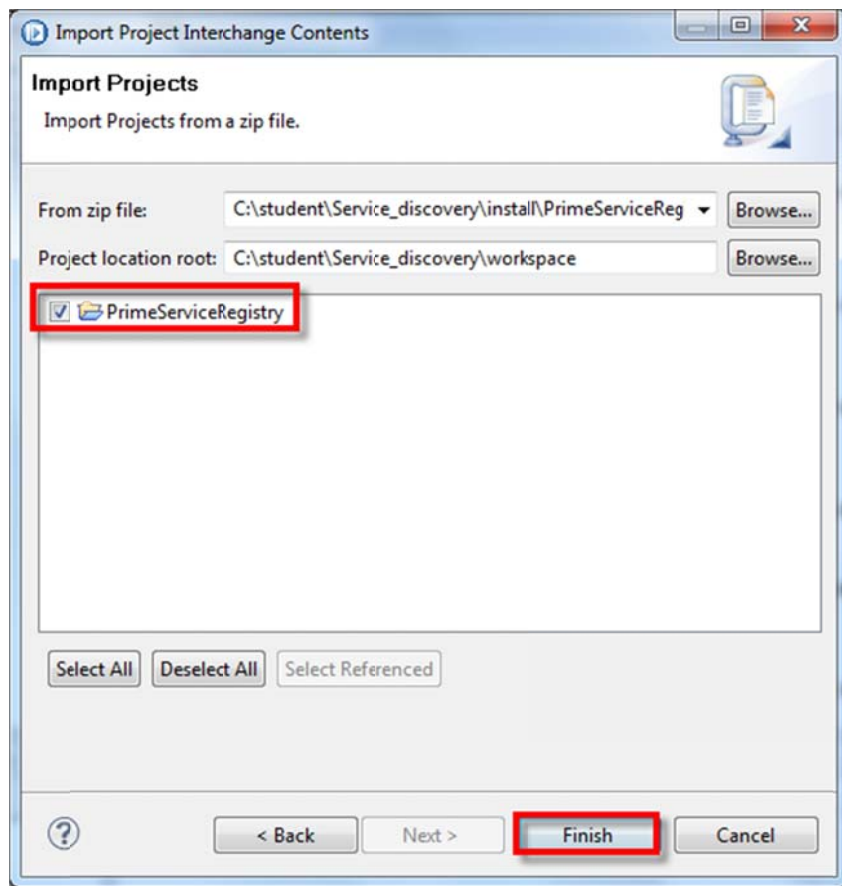 Import Project Interchange Contents
Import Projects
Import Projects from a zip file.
From zip file: C:\student\Service_discovery\install\PrimeServiceReg Browse...
Project location root: C:\student\Service_discovery\workspace Browse...
PrimeServiceRegistry
Select All Deselect All Select Referenced
? < Back Next > Finish Cancel